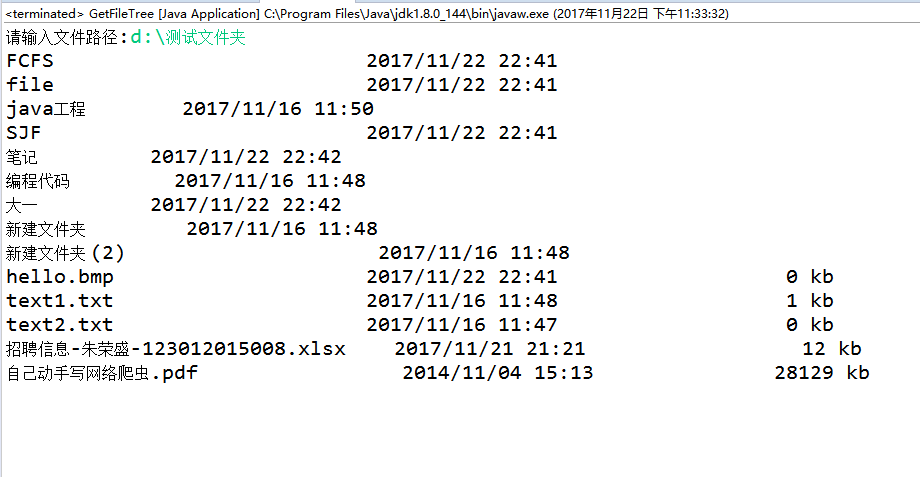 <terminated> GetFileTree [Java Application] C:\Program Files\Java\jdk1.8.0_144\bin\javaw.exe (2017年11月22日 下午11:33:32)
请输入文件路径:d:\测试文件夹
FCFS 2017/11/22 22:41
file 2017/11/22 22:41
java工程 2017/11/16 11:50
SJF 2017/11/22 22:41
笔记 2017/11/22 22:42
编程代码 2017/11/16 11:48
大一 2017/11/22 22:42
新建文件夹 2017/11/16 11:48
新建文件夹(2) 2017/11/16 11:48
hello.bmp 2017/11/22 22:41 0 kb
text1.txt 2017/11/16 11:48 1 kb
text2.txt 2017/11/16 11:47 0 kb
招聘信息-朱荣盛-123012015008.xlsx 2017/11/21 21:21 12 kb
自己动手写网络爬虫.pdf 2014/11/04 15:13 28129 kb